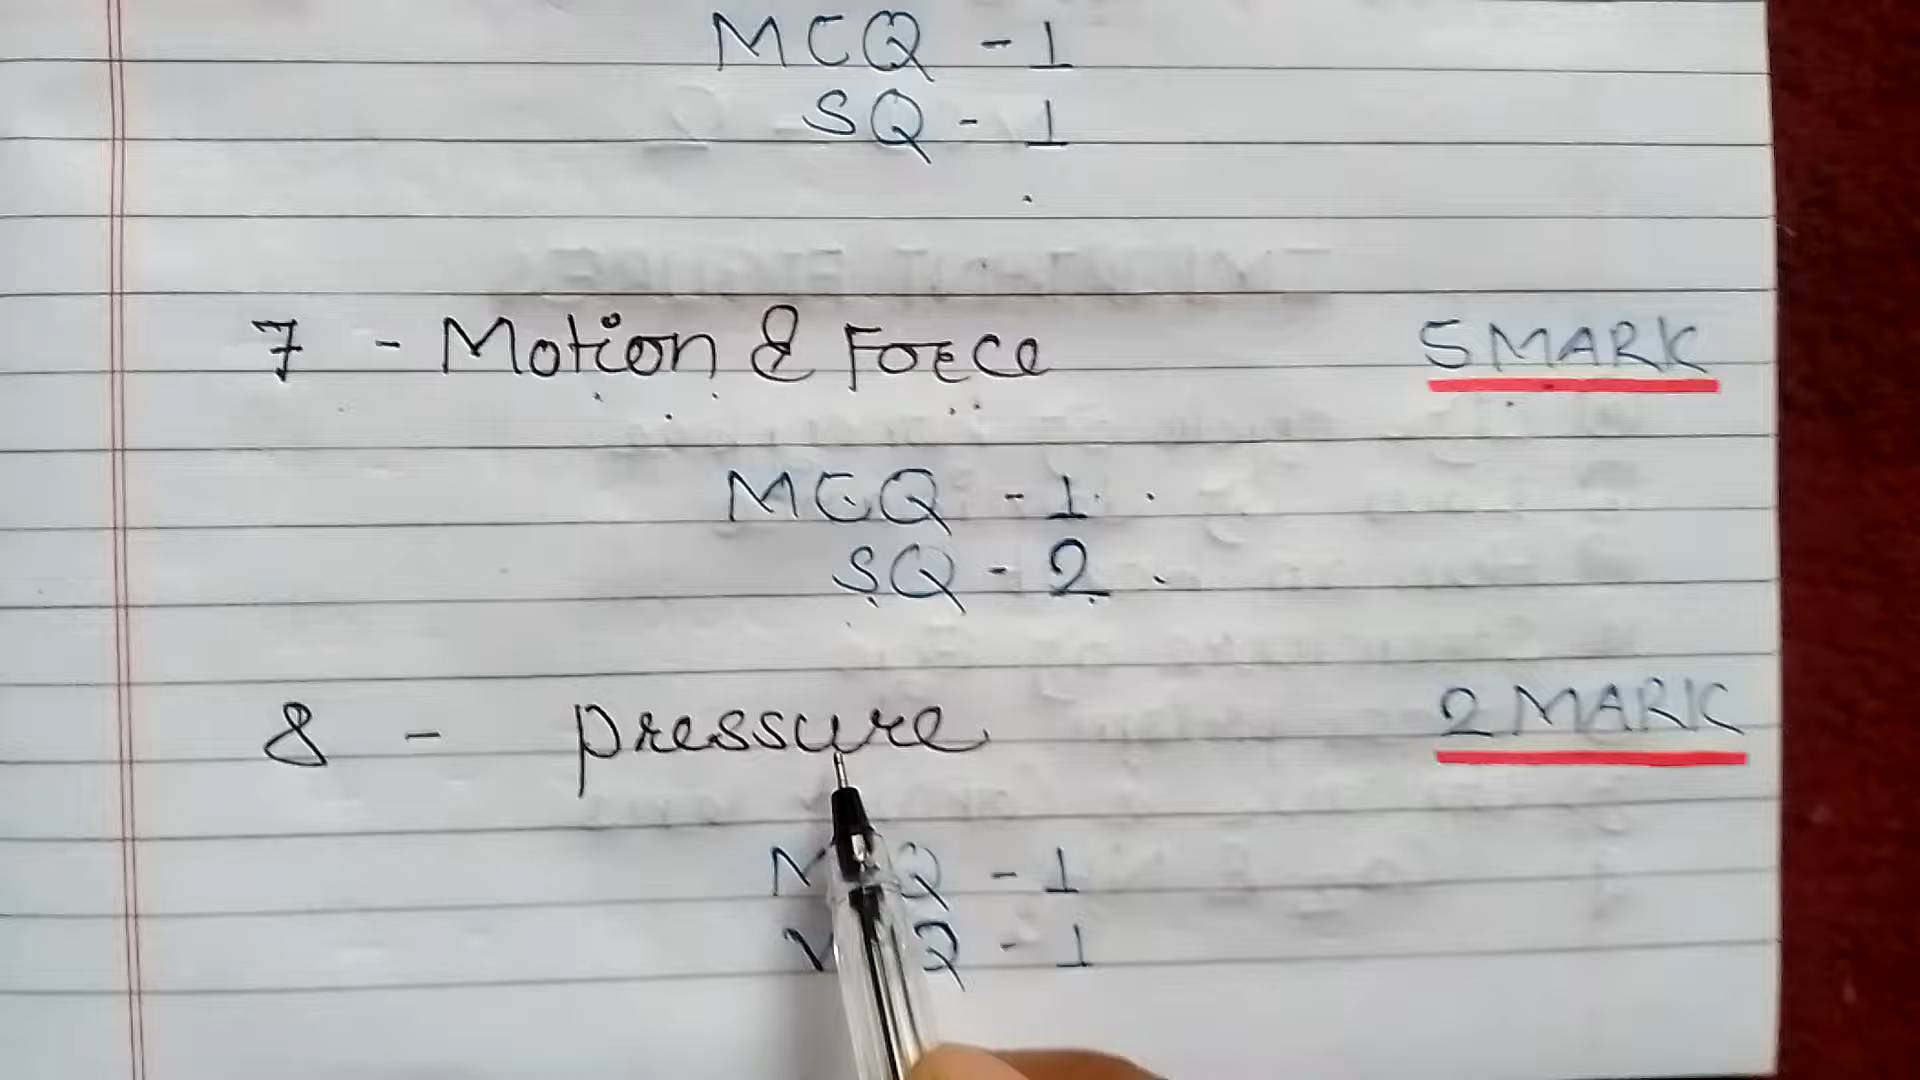 MCQ - 1
SQ - 1
7 - Motion & Force 5 MARK
MCQ - 1
SQ - 2
8 - pressure 2 MARK
- 1
- 1